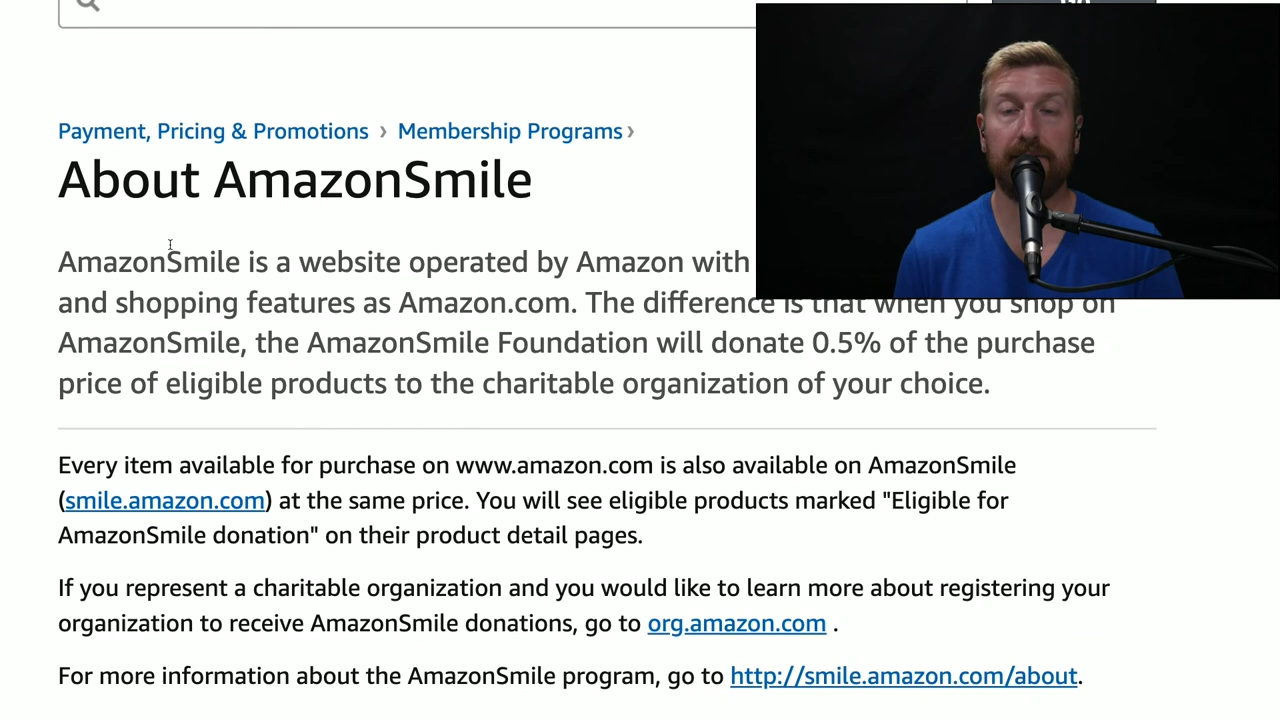 Payment, Pricing & Promotions › Membership Programs ›
About AmazonSmile
AmazonSmile is a website operated by Amazon with
and shopping features as Amazon.com. The difference is that when you shop on
AmazonSmile, the AmazonSmile Foundation will donate 0.5% of the purchase
price of eligible products to the charitable organization of your choice.
Every item available for purchase on www.amazon.com is also available on AmazonSmile
(smile.amazon.com) at the same price. You will see eligible products marked "Eligible for
AmazonSmile donation" on their product detail pages.
If you represent a charitable organization and you would like to learn more about registering your
organization to receive AmazonSmile donations, go to org.amazon.com .
For more information about the AmazonSmile program, go to http://smile.amazon.com/about.